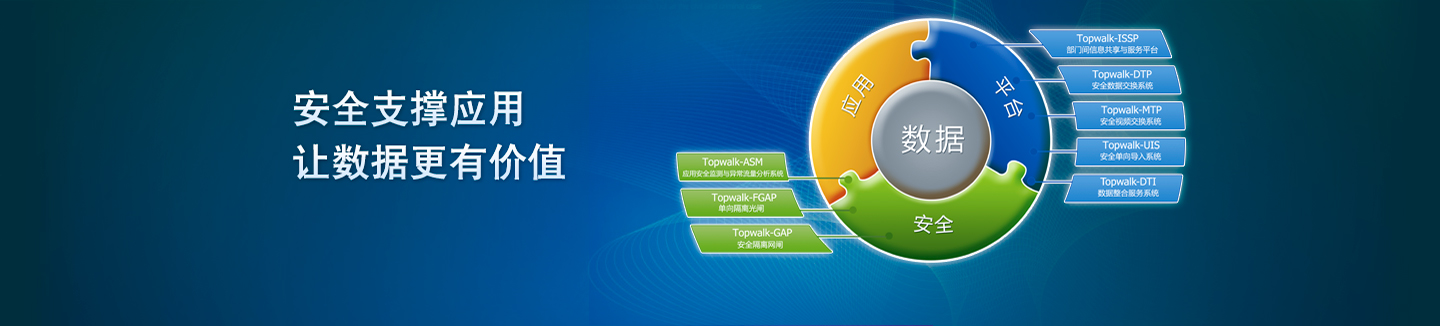 安全支撑应用
让数据更有价值
应用
平台
数据
安全
Topwalk-ISSP
部门间信息共享与服务平台
Topwalk-DTP
安全数据交换系统
Topwalk-MTP
安全视频交换系统
Topwalk-UIS
安全单向导入系统
Topwalk-DTI
数据整合服务系统
Topwalk-ASM
应用安全监测与异常流量分析系统
Topwalk-FGAP
单向隔离光闸
Topwalk-GAP
安全隔离网闸